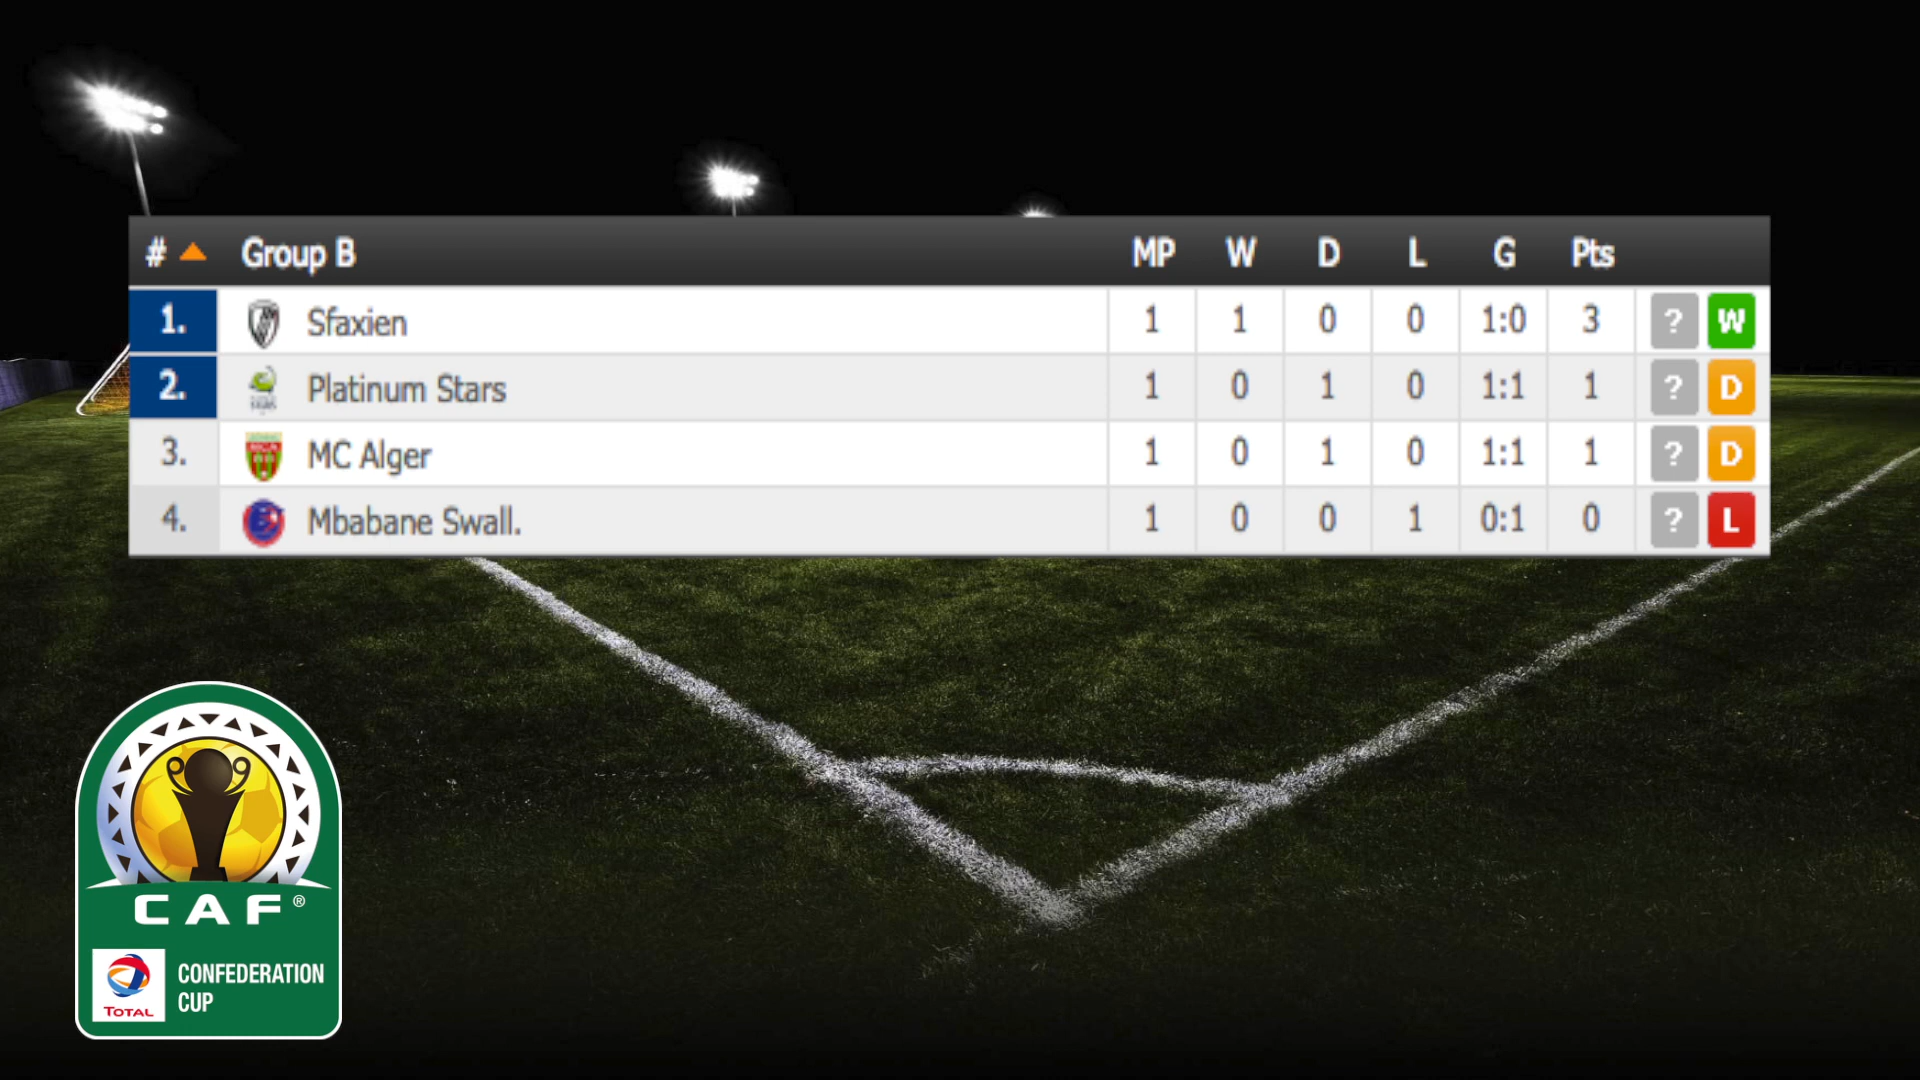 # Group B MP W D L G Pts
1. Sfaxien 1 1 0 0 1:0 3 ? W
2. Platinum Stars 1 0 1 0 1:1 1 ? D
3. MC Alger 1 0 1 0 1:1 1 ? D
4. Mbabane Swall. 1 0 0 1 0:1 0 ? L
CAF®
TOTAL
CONFEDERATION
CUP